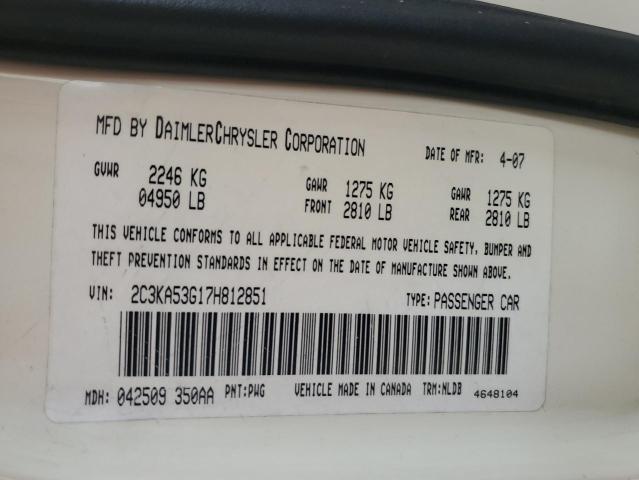 MFD BY DAIMLERCHRYSLER CORPORATION DATE OF MFR: 4-07
GVWR 2246 KG GAWR 1275 KG GAWR 1275 KG
04950 LB FRONT 2810 LB REAR 2810 LB
THIS VEHICLE CONFORMS TO ALL APPLICABLE FEDERAL MOTOR VEHICLE SAFETY, BUMPER AND
THEFT PREVENTION STANDARDS IN EFFECT ON THE DATE OF MANUFACTURE SHOWN ABOVE.
VIN: 2C3KA53G17H812851 TYPE: PASSENGER CAR
MDH: 042509 350AA PNT:PWG VEHICLE MADE IN CANADA TRM:NLDB 4648104